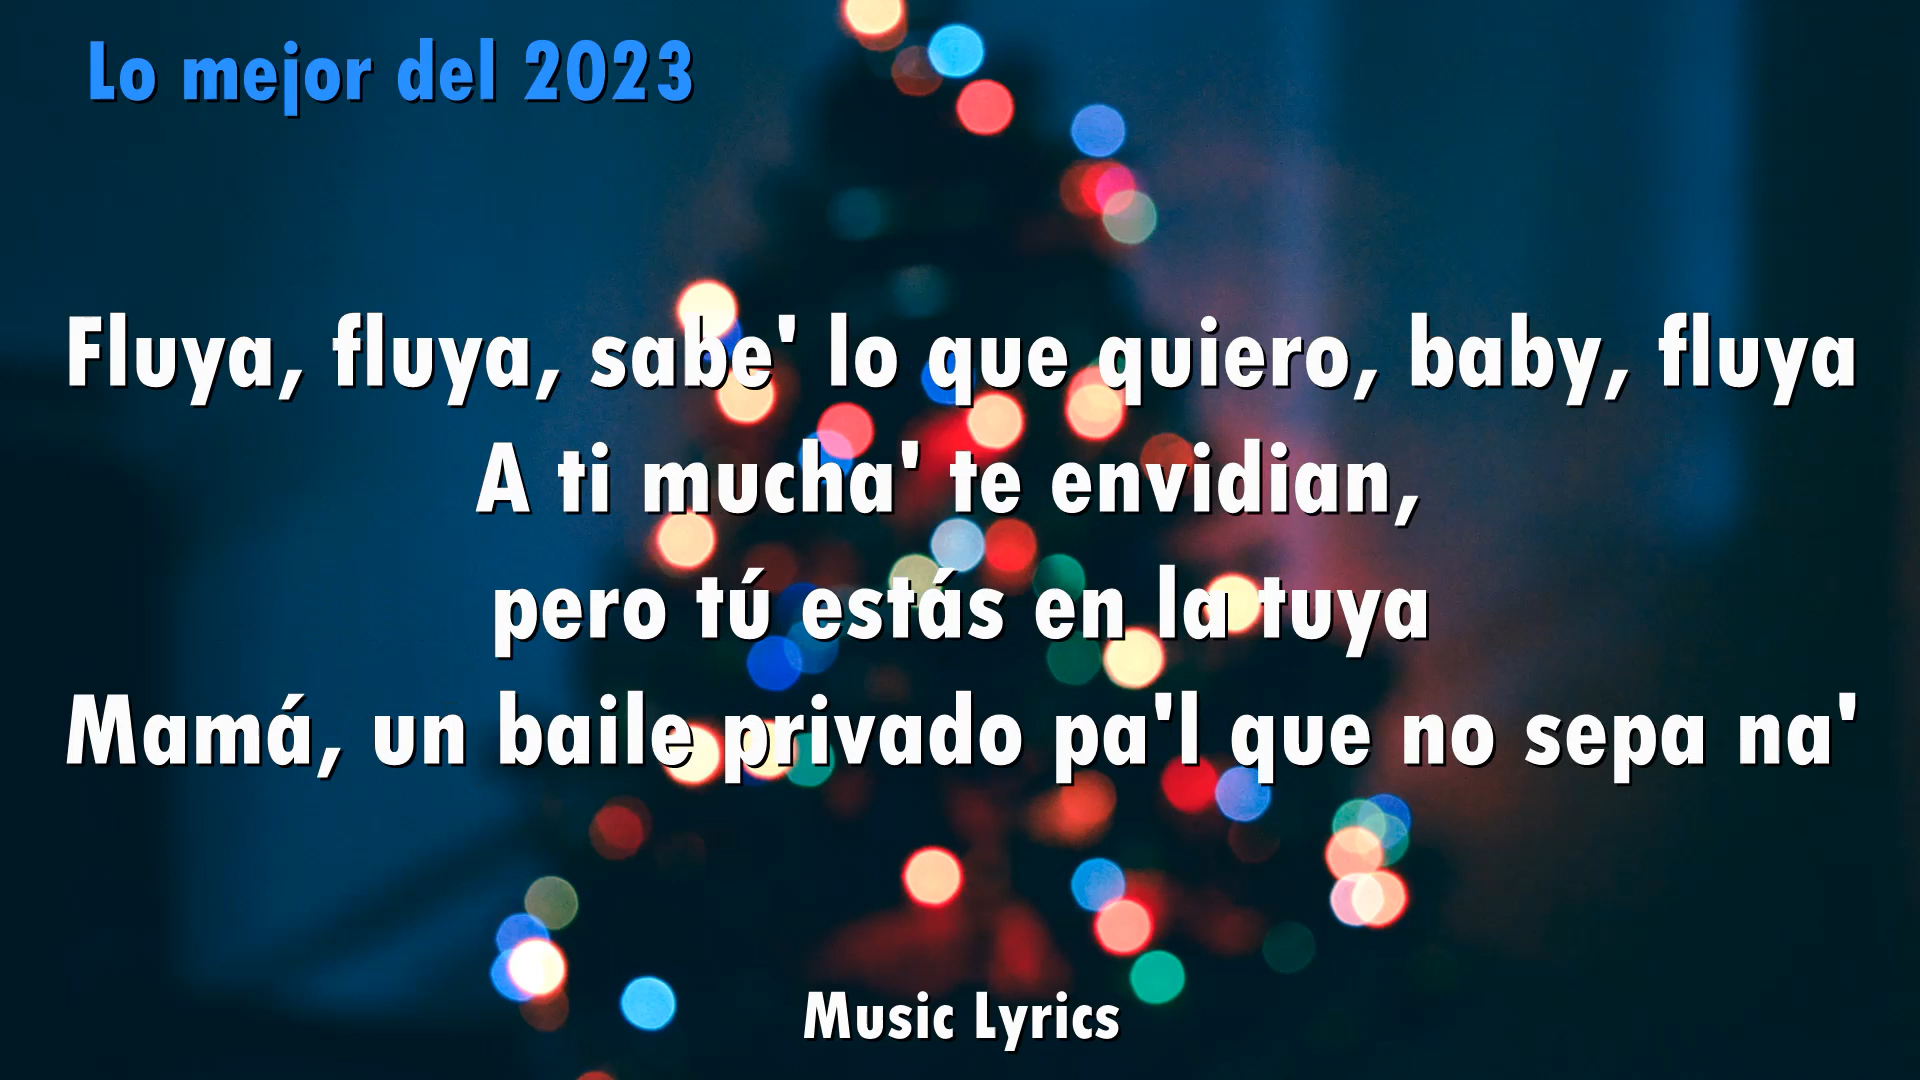 Lo mejor del 2023
Fluya, fluya, sabe' lo que quiero, baby, fluya
A ti mucha' te envidian,
pero tú estás en la tuya
Mamá, un baile privado pa'l que no sepa na'
Music Lyrics